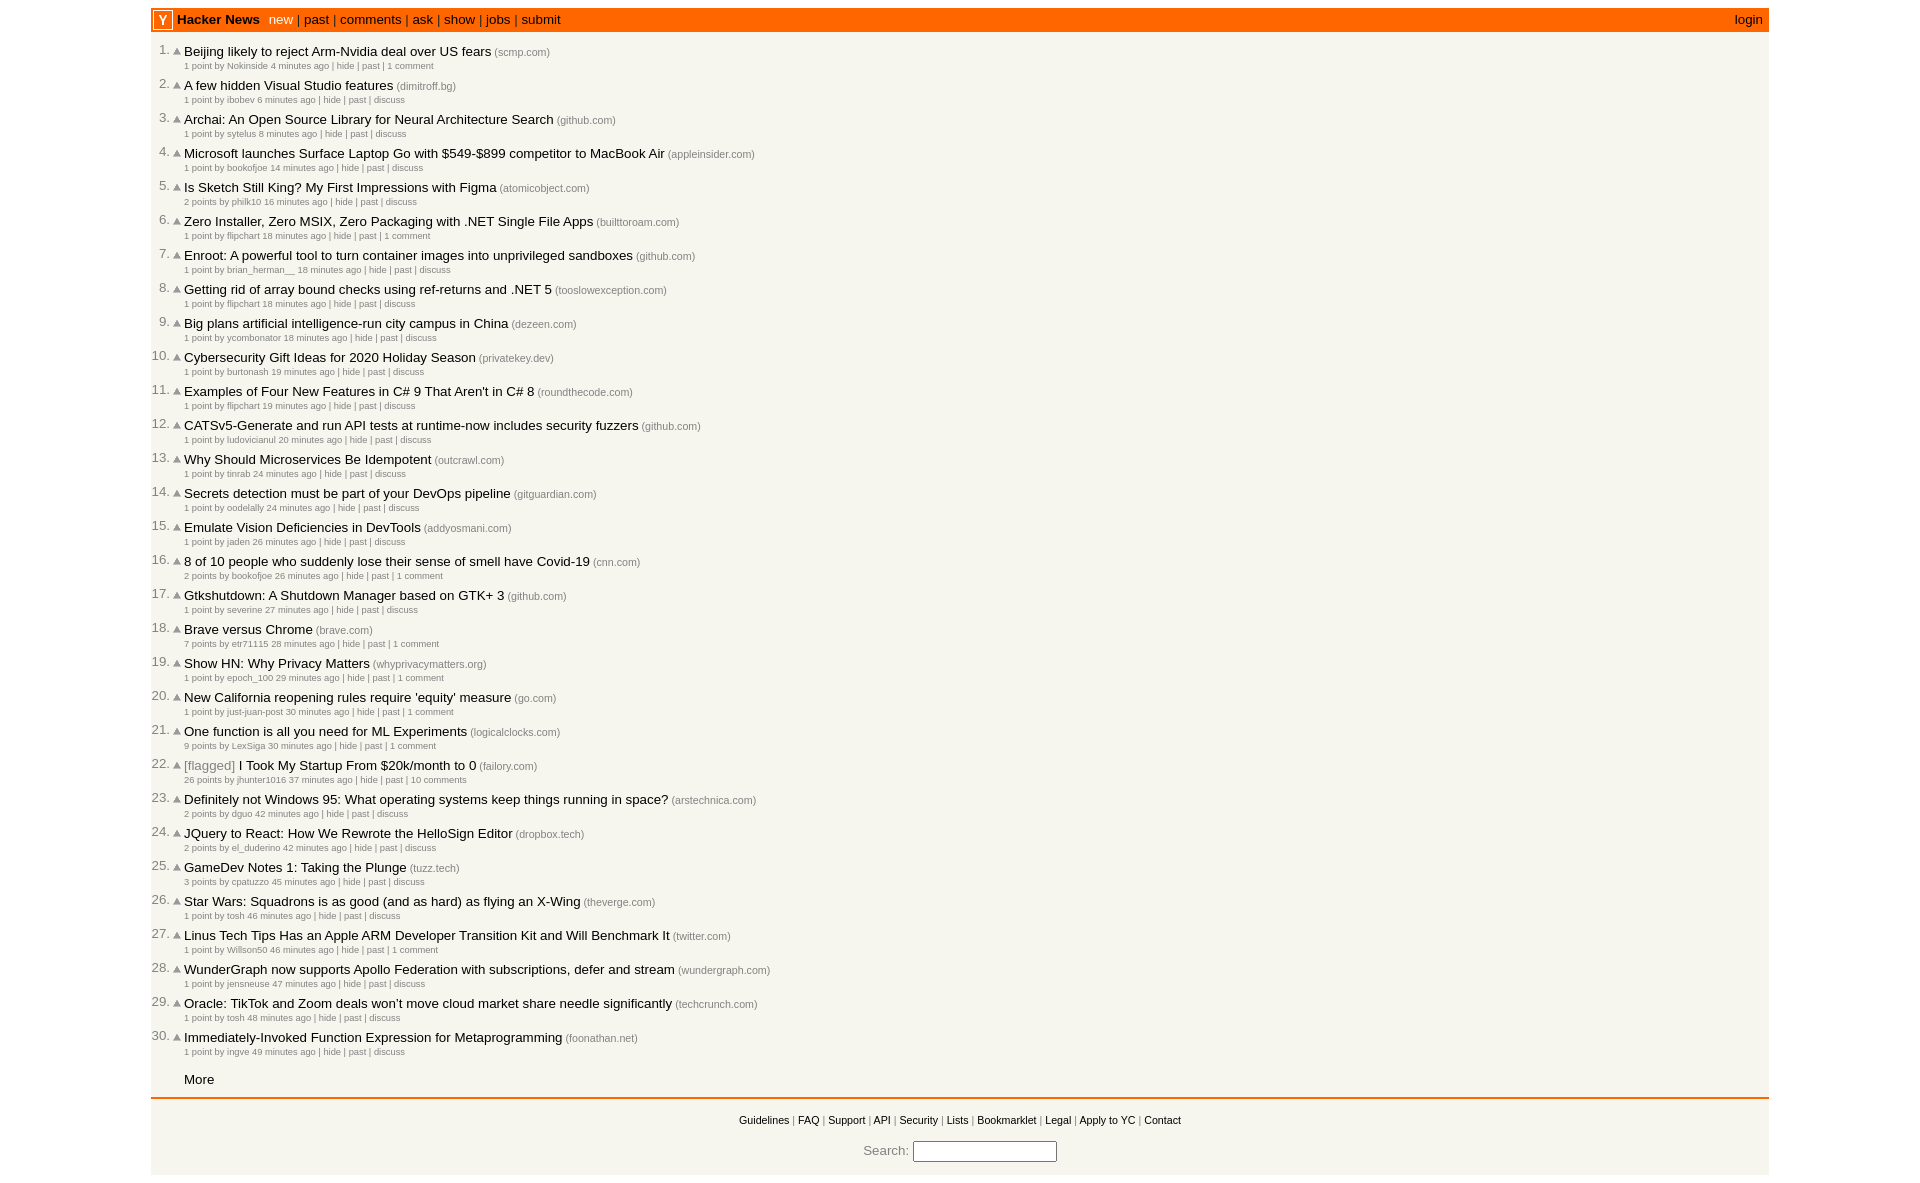 Y Hacker News new | past | comments | ask | show | jobs | submit login
1. Beijing likely to reject Arm-Nvidia deal over US fears (scmp.com)
1 point by Nokinside 4 minutes ago | hide | past | 1 comment
2. A few hidden Visual Studio features (dimitroff.bg)
1 point by ibobev 6 minutes ago | hide | past | discuss
3. Archai: An Open Source Library for Neural Architecture Search (github.com)
1 point by sytelus 8 minutes ago | hide | past | discuss
4. Microsoft launches Surface Laptop Go with $549-$899 competitor to MacBook Air (appleinsider.com)
1 point by bookofjoe 14 minutes ago | hide | past | discuss
5. Is Sketch Still King? My First Impressions with Figma (atomicobject.com)
2 points by philk10 16 minutes ago | hide | past | discuss
6. Zero Installer, Zero MSIX, Zero Packaging with .NET Single File Apps (builttoroam.com)
1 point by flipchart 18 minutes ago | hide | past | 1 comment
7. Enroot: A powerful tool to turn container images into unprivileged sandboxes (github.com)
1 point by brian_herman__ 18 minutes ago | hide | past | discuss
8. Getting rid of array bound checks using ref-returns and .NET 5 (tooslowexception.com)
1 point by flipchart 18 minutes ago | hide | past | discuss
9. Big plans artificial intelligence-run city campus in China (dezeen.com)
1 point by ycombonator 18 minutes ago | hide | past | discuss
10. Cybersecurity Gift Ideas for 2020 Holiday Season (privatekey.dev)
1 point by burtonash 19 minutes ago | hide | past | discuss
11. Examples of Four New Features in C# 9 That Aren't in C# 8 (roundthecode.com)
1 point by flipchart 19 minutes ago | hide | past | discuss
12. CATSv5-Generate and run API tests at runtime-now includes security fuzzers (github.com)
1 point by ludovicianul 20 minutes ago | hide | past | discuss
13. Why Should Microservices Be Idempotent (outcrawl.com)
1 point by tinrab 24 minutes ago | hide | past | discuss
14. Secrets detection must be part of your DevOps pipeline (gitguardian.com)
1 point by oodelally 24 minutes ago | hide | past | discuss
15. Emulate Vision Deficiencies in DevTools (addyosmani.com)
1 point by jaden 26 minutes ago | hide | past | discuss
16. 8 of 10 people who suddenly lose their sense of smell have Covid-19 (cnn.com)
2 points by bookofjoe 26 minutes ago | hide | past | 1 comment
17. Gtkshutdown: A Shutdown Manager based on GTK+ 3 (github.com)
1 point by severine 27 minutes ago | hide | past | discuss
18. Brave versus Chrome (brave.com)
7 points by etr71115 28 minutes ago | hide | past | 1 comment
19. Show HN: Why Privacy Matters (whyprivacymatters.org)
1 point by epoch_100 29 minutes ago | hide | past | 1 comment
20. New California reopening rules require 'equity' measure (go.com)
1 point by just-juan-post 30 minutes ago | hide | past | 1 comment
21. One function is all you need for ML Experiments (logicalclocks.com)
9 points by LexSiga 30 minutes ago | hide | past | 1 comment
22. [flagged] I Took My Startup From $20k/month to 0 (failory.com)
26 points by jhunter1016 37 minutes ago | hide | past | 10 comments
23. Definitely not Windows 95: What operating systems keep things running in space? (arstechnica.com)
2 points by dguo 42 minutes ago | hide | past | discuss
24. JQuery to React: How We Rewrote the HelloSign Editor (dropbox.tech)
2 points by el_duderino 42 minutes ago | hide | past | discuss
25. GameDev Notes 1: Taking the Plunge (tuzz.tech)
3 points by cpatuzzo 45 minutes ago | hide | past | discuss
26. Star Wars: Squadrons is as good (and as hard) as flying an X-Wing (theverge.com)
1 point by tosh 46 minutes ago | hide | past | discuss
27. Linus Tech Tips Has an Apple ARM Developer Transition Kit and Will Benchmark It (twitter.com)
1 point by Willson50 46 minutes ago | hide | past | 1 comment
28. WunderGraph now supports Apollo Federation with subscriptions, defer and stream (wundergraph.com)
1 point by jensneuse 47 minutes ago | hide | past | discuss
29. Oracle: TikTok and Zoom deals won’t move cloud market share needle significantly (techcrunch.com)
1 point by tosh 48 minutes ago | hide | past | discuss
30. Immediately-Invoked Function Expression for Metaprogramming (foonathan.net)
1 point by ingve 49 minutes ago | hide | past | discuss
More
Guidelines | FAQ | Support | API | Security | Lists | Bookmarklet | Legal | Apply to YC | Contact
Search: